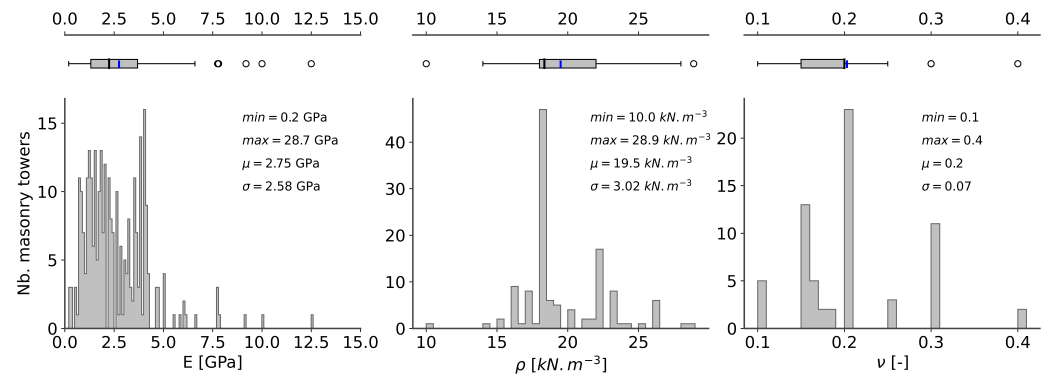 0.0 2.5 5.0 7.5 10.0 12.5 15.0
10 15 20 25
0.1 0.2 0.3 0.4
Nb. masonry towers
15
10
5
0
min = 0.2 GPa
max = 28.7 GPa
μ = 2.75 GPa
σ = 2.58 GPa
0.0 2.5 5.0 7.5 10.0 12.5 15.0
E [GPa]
40
30
20
10
0
min = 10.0 kN.m⁻³
max = 28.9 kN.m⁻³
μ = 19.5 kN.m⁻³
σ = 3.02 kN.m⁻³
10 15 20 25
ρ [kN.m⁻³]
20
15
10
5
0
min = 0.1
max = 0.4
μ = 0.2
σ = 0.07
0.1 0.2 0.3 0.4
ν [-]